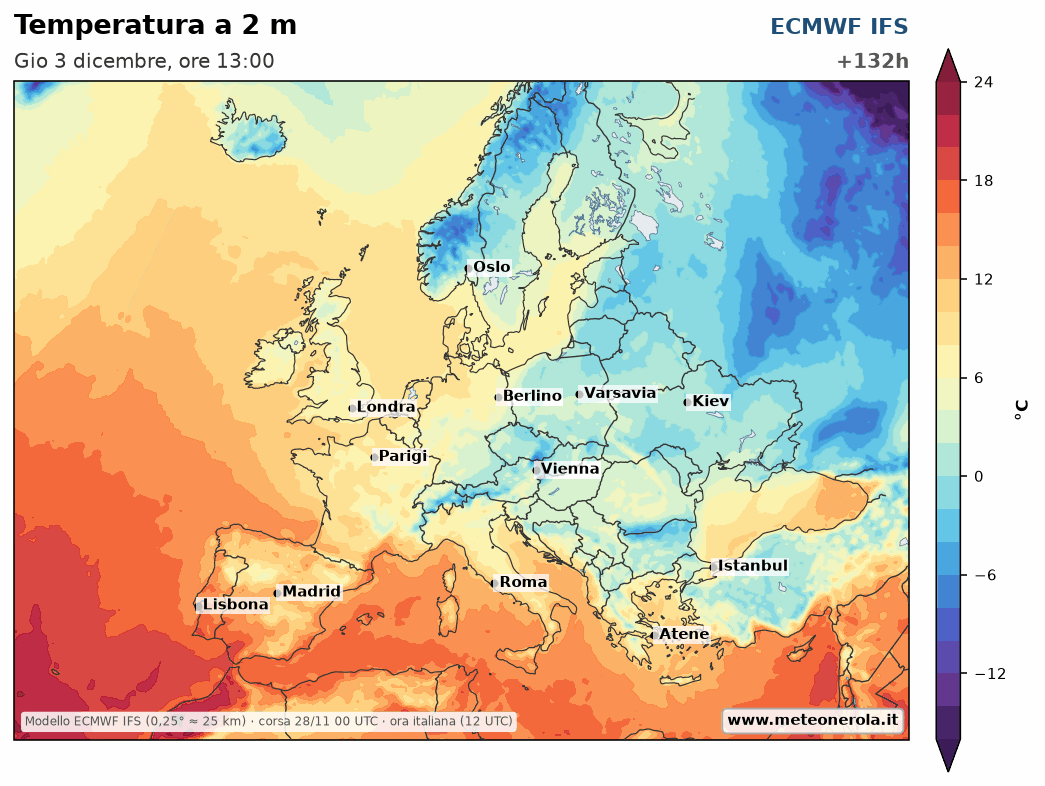 Temperatura a 2 m
ECMWF IFS
Gio 3 dicembre, ore 13:00
+132h
24
18
12
6
0
−6
−12
°C
Oslo
Berlino
Varsavia
Kiev
Londra
Parigi
Vienna
Istanbul
Roma
Madrid
Lisbona
Atene
Modello ECMWF IFS (0,25° ≈ 25 km) · corsa 28/11 00 UTC · ora italiana (12 UTC)
www.meteonerola.it